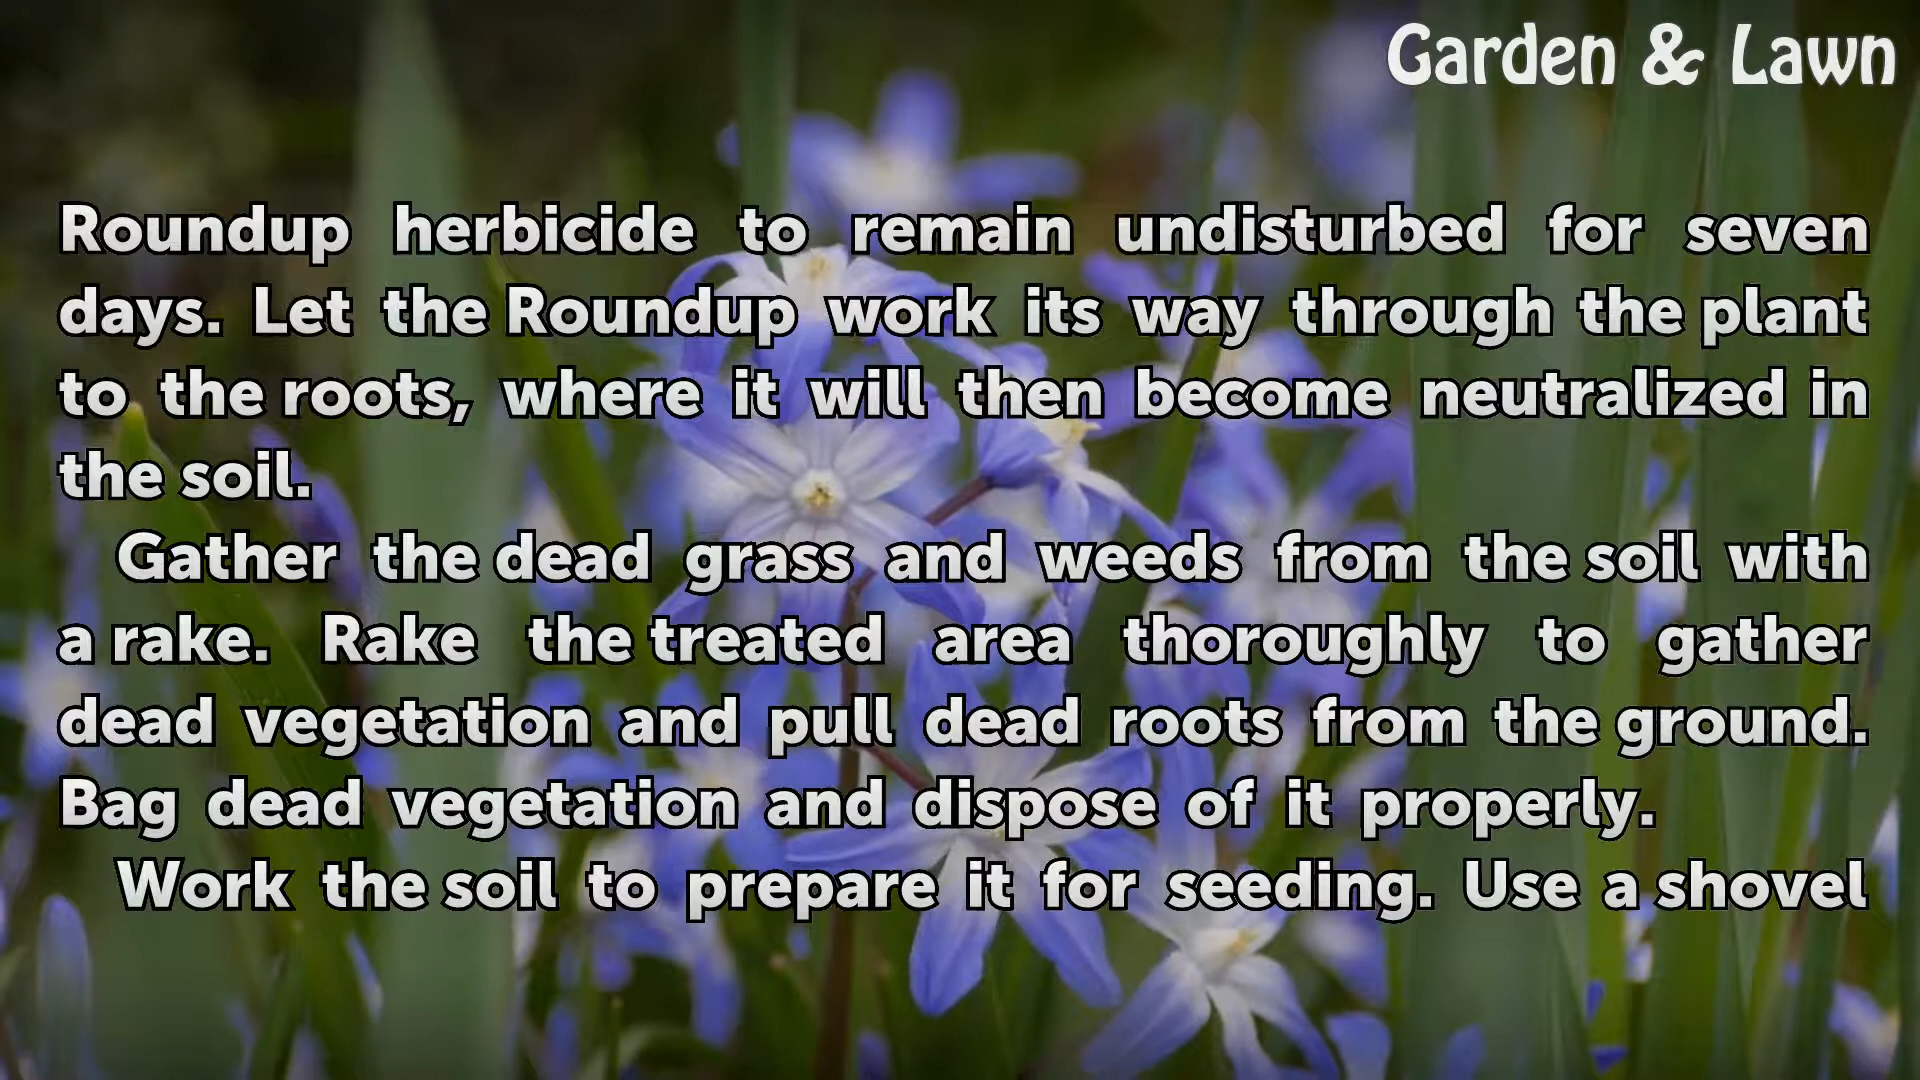 Garden & Lawn
Roundup herbicide to remain undisturbed for seven
days. Let the Roundup work its way through the plant
to the roots, where it will then become neutralized in
the soil.
Gather the dead grass and weeds from the soil with
a rake. Rake the treated area thoroughly to gather
dead vegetation and pull dead roots from the ground.
Bag dead vegetation and dispose of it properly.
Work the soil to prepare it for seeding. Use a shovel